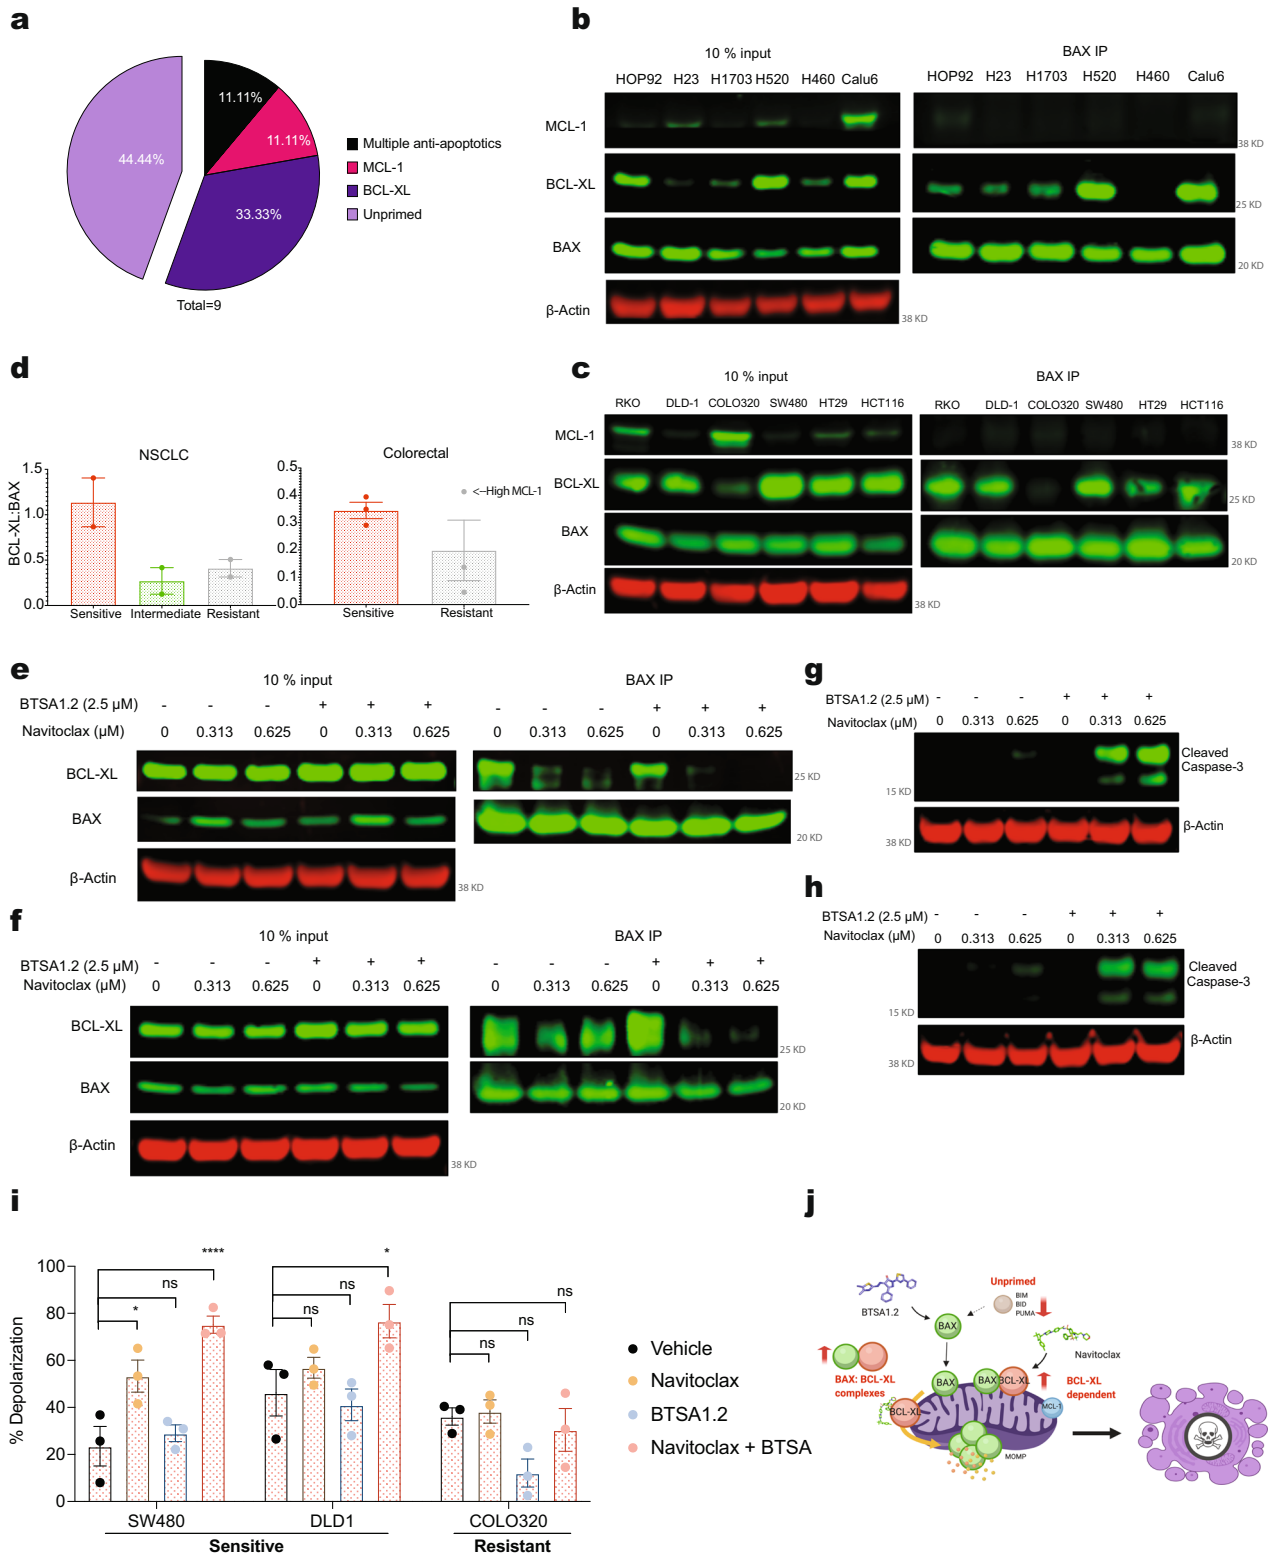 a
11.11%
11.11%
44.44%
33.33%
Total=9
Multiple anti-apoptotics
MCL-1
BCL-XL
Unprimed
b
10 % input
BAX IP
HOP92 H23 H1703 H520 H460 Calu6
HOP92 H23 H1703 H520 H460 Calu6
MCL-1
38 KD
BCL-XL
25 KD
BAX
20 KD
β-Actin
38 KD
d
NSCLC
BCL-XL:BAX
1.5
1.0
0.5
0.0
Sensitive Intermediate Resistant
Colorectal
0.5
0.4
0.3
0.2
0.1
0.0
<--High MCL-1
Sensitive Resistant
c
10 % input
BAX IP
RKO DLD-1 COLO320 SW480 HT29 HCT116
RKO DLD-1 COLO320 SW480 HT29 HCT116
MCL-1
38 KD
BCL-XL
25 KD
BAX
20 KD
β-Actin
38 KD
e
10 % input
BAX IP
BTSA1.2 (2.5 µM) - - - + + + - - - + + +
Navitoclax (µM) 0 0.313 0.625 0 0.313 0.625 0 0.313 0.625 0 0.313 0.625
BCL-XL
25 KD
BAX
20 KD
β-Actin
38 KD
g
BTSA1.2 (2.5 µM) - - - + + +
Navitoclax (µM) 0 0.313 0.625 0 0.313 0.625
Cleaved
Caspase-3
15 KD
β-Actin
38 KD
f
10 % input
BAX IP
BTSA1.2 (2.5 µM) - - - + + + - - - + + +
Navitoclax (µM) 0 0.313 0.625 0 0.313 0.625 0 0.313 0.625 0 0.313 0.625
BCL-XL
25 KD
BAX
20 KD
β-Actin
38 KD
h
BTSA1.2 (2.5 µM) - - - + + +
Navitoclax (µM) 0 0.313 0.625 0 0.313 0.625
Cleaved
Caspase-3
15 KD
β-Actin
38 KD
i
% Depolarization
100
80
60
40
20
0
****
ns
*
*
ns
ns
ns
ns
ns
SW480 DLD1 COLO320
Sensitive Resistant
Vehicle
Navitoclax
BTSA1.2
Navitoclax + BTSA
j
BTSA1.2
Unprimed
BIM
BID
PUMA
BAX
Navitoclax
BAX: BCL-XL
complexes
BAX
BAX
BCL-XL
BCL-XL
dependent
BCL-XL
MCL-1
MOMP